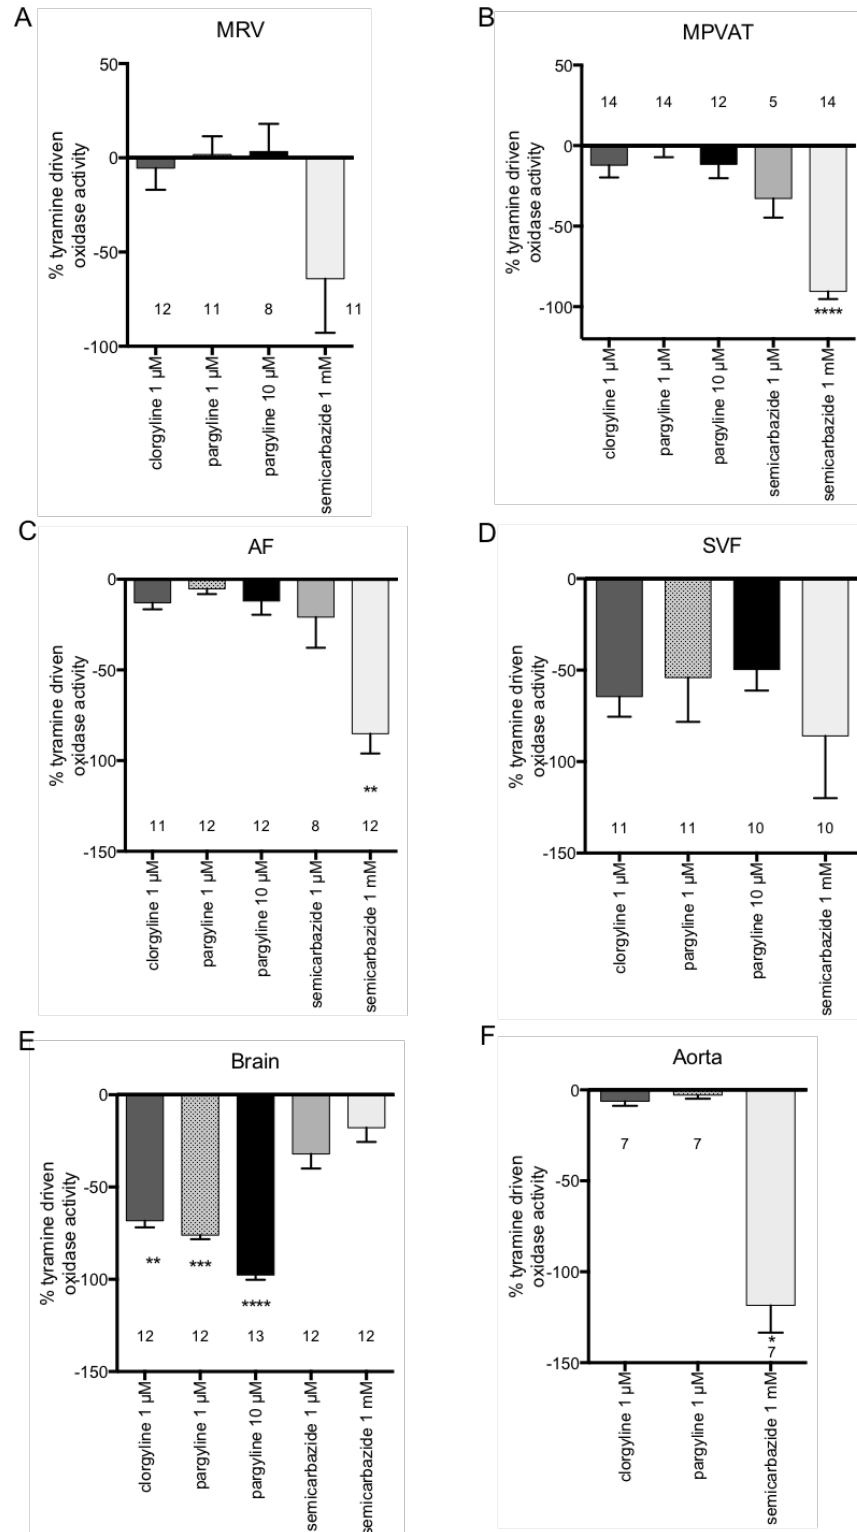 A
MRV
% tyramine driven
oxidase activity
50
0
-50
-100
12 11 8 11
clorgyline 1 µM
pargyline 1 µM
pargyline 10 µM
semicarbazide 1 mM
B
MPVAT
% tyramine driven
oxidase activity
50
0
-50
-100
14 14 12 5 14
****
clorgyline 1 µM
pargyline 1 µM
pargyline 10 µM
semicarbazide 1 µM
semicarbazide 1 mM
C
AF
% tyramine driven
oxidase activity
0
-50
-100
-150
**
11 12 12 8 12
clorgyline 1 µM
pargyline 1 µM
pargyline 10 µM
semicarbazide 1 µM
semicarbazide 1 mM
D
SVF
% tyramine driven
oxidase activity
0
-50
-100
-150
11 11 10 10
clorgyline 1 µM
pargyline 1 µM
pargyline 10 µM
semicarbazide 1 mM
E
Brain
% tyramine driven
oxidase activity
0
-50
-100
-150
** *** ****
12 12 13 12 12
clorgyline 1 µM
pargyline 1 µM
pargyline 10 µM
semicarbazide 1 µM
semicarbazide 1 mM
F
Aorta
% tyramine driven
oxidase activity
0
-50
-100
-150
7 7
*
7
clorgyline 1 µM
pargyline 1 µM
semicarbazide 1 mM